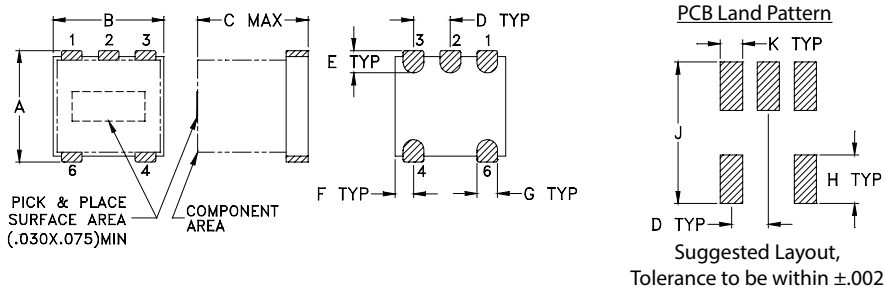 PCB Land Pattern
B
C MAX
D TYP
K TYP
1 2 3
3 2 1
E TYP
A
J
6 4
4 6
H TYP
F TYP
G TYP
D TYP
PICK & PLACE
SURFACE AREA
(.030X.075)MIN
COMPONENT
AREA
Suggested Layout,
Tolerance to be within ±.002